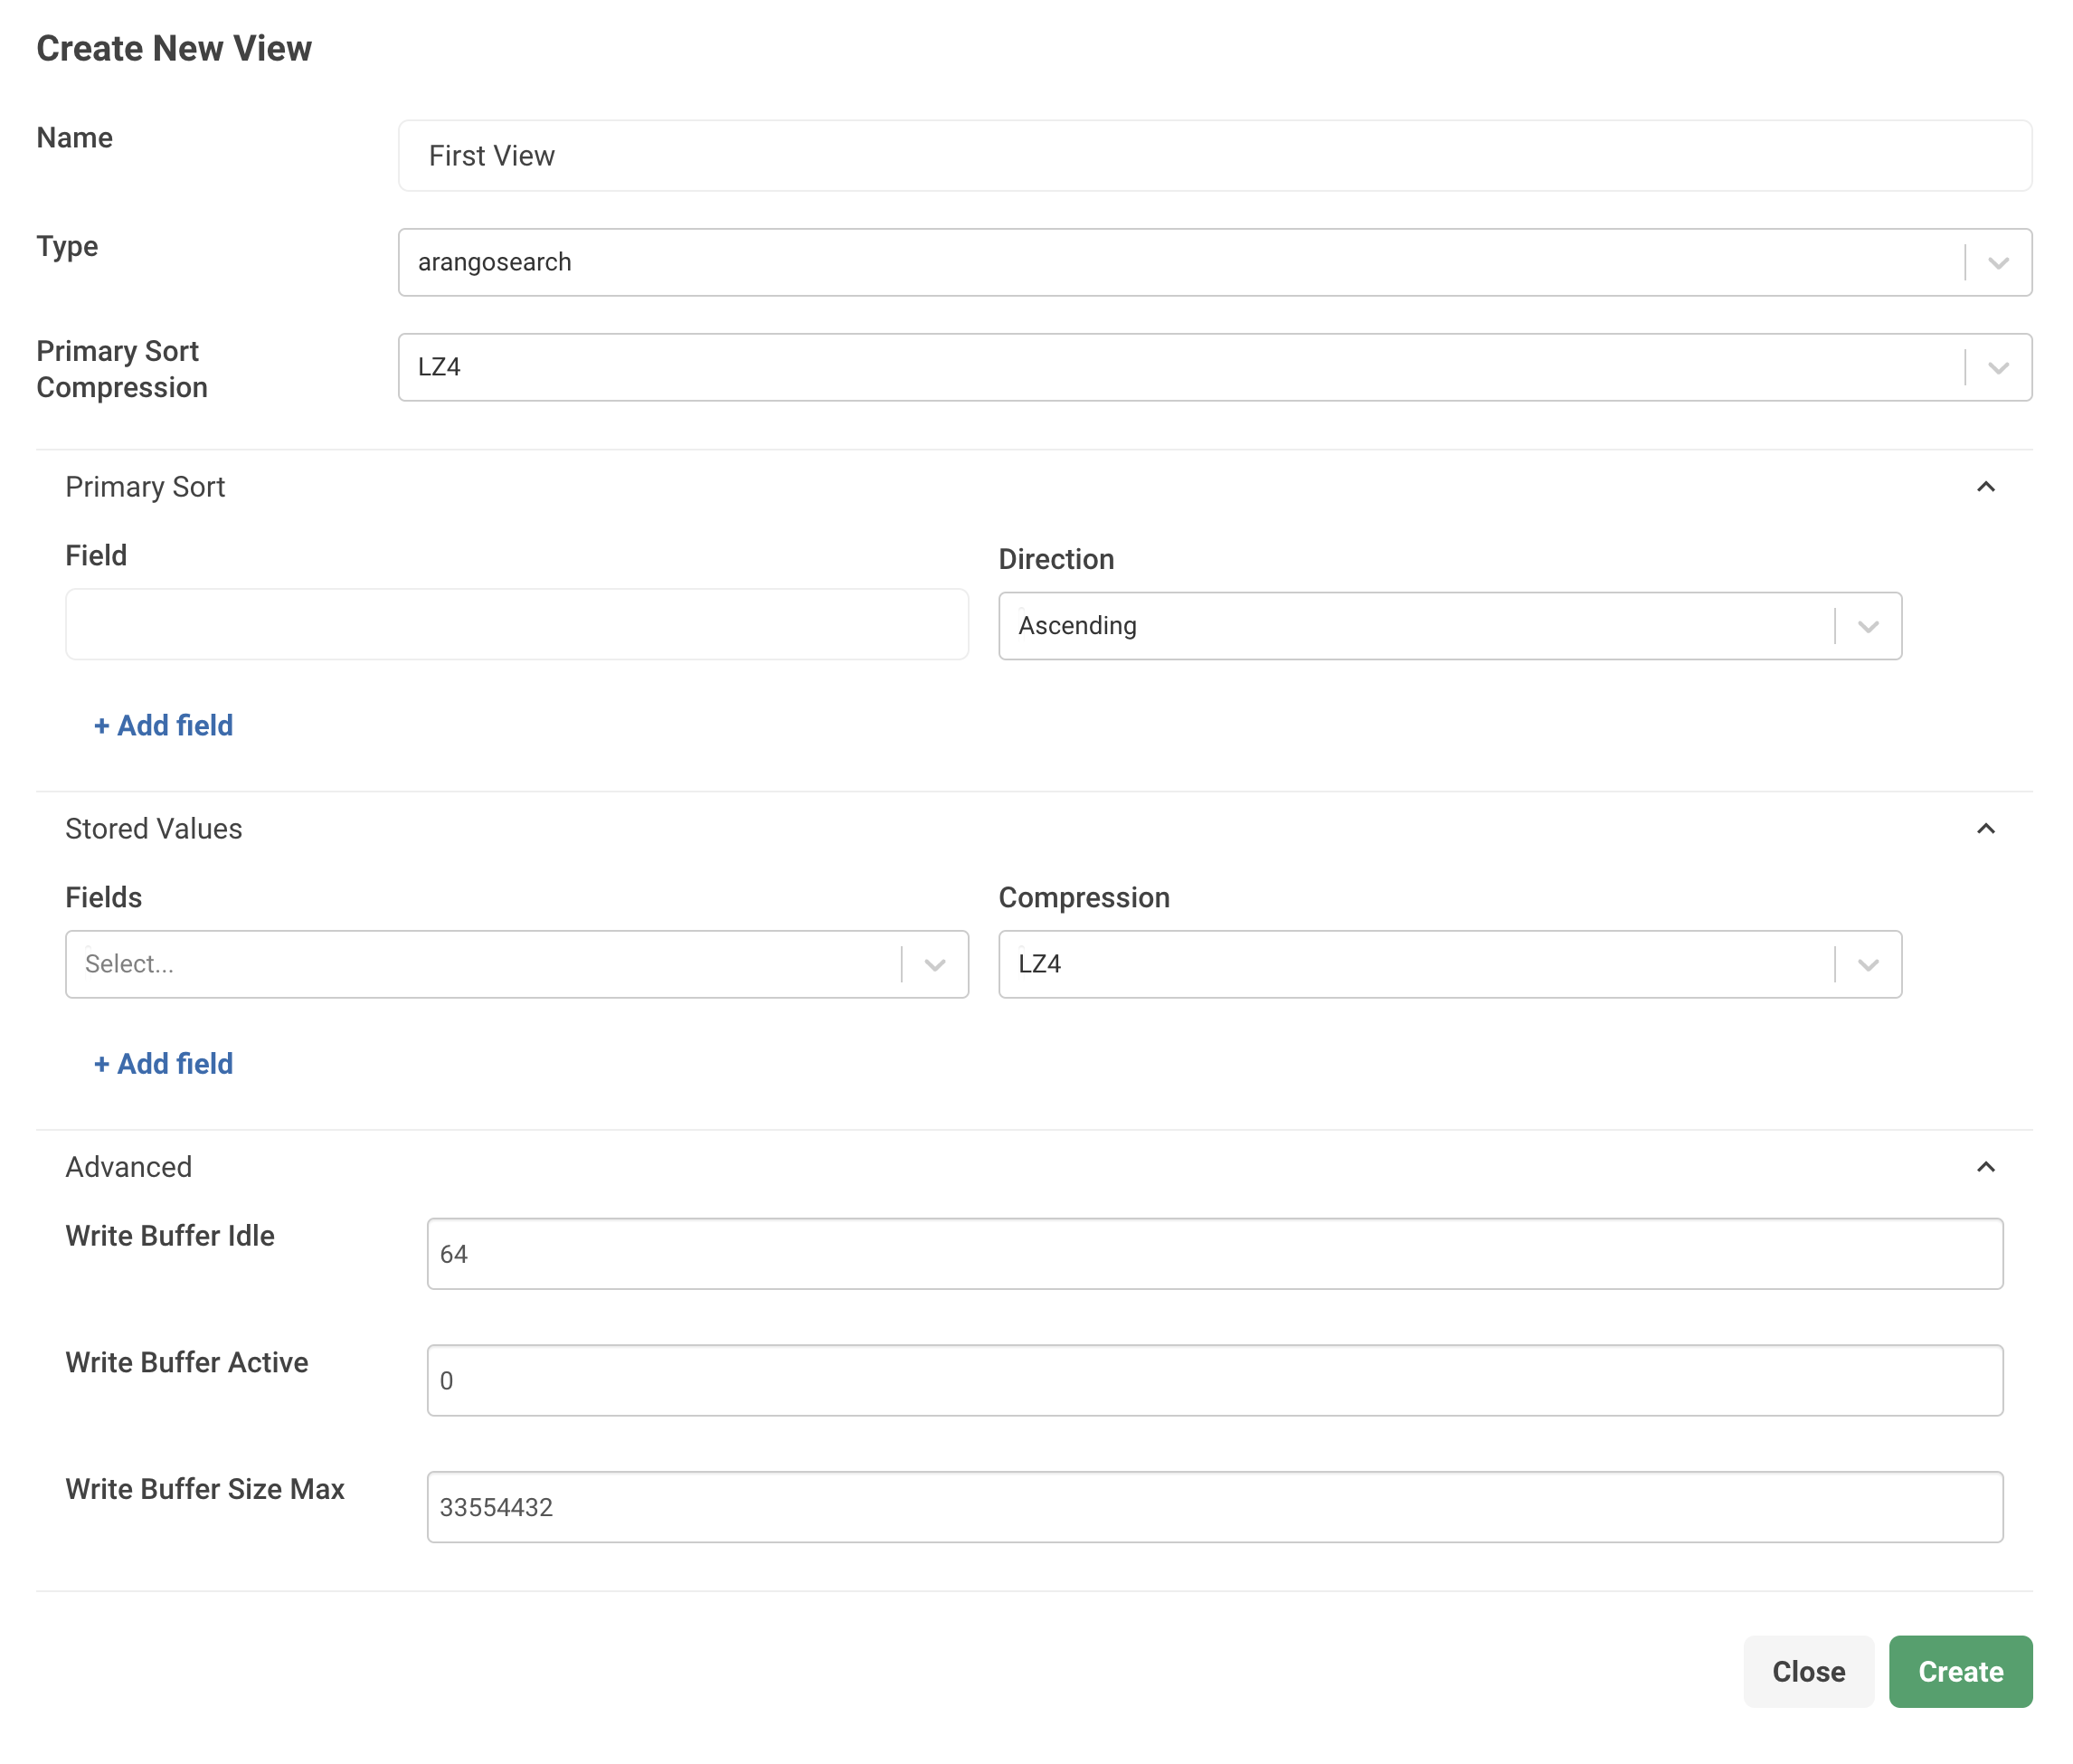 Create New View
Name
First View
Type
arangosearch
Primary Sort
Compression
LZ4
Primary Sort
Field
Direction
Ascending
+ Add field
Stored Values
Fields
Compression
Select...
LZ4
+ Add field
Advanced
Write Buffer Idle
64
Write Buffer Active
0
Write Buffer Size Max
33554432
Close
Create